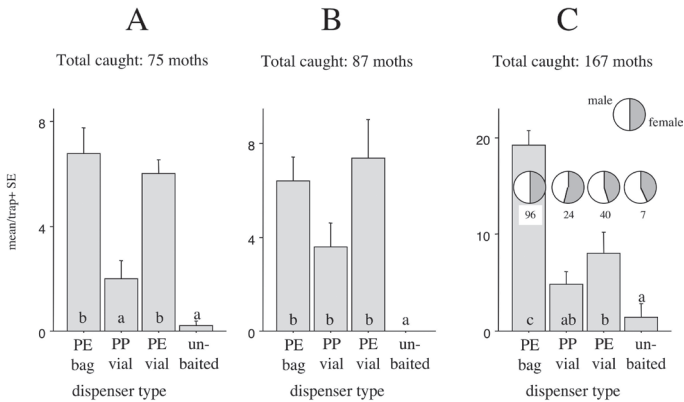 A
Total caught: 75 moths
mean/trap+ SE
8
4
0
b
a
b
a
PE bag
PP vial
PE vial
un-baited
dispenser type
B
Total caught: 87 moths
8
4
0
b
b
b
a
PE bag
PP vial
PE vial
un-baited
dispenser type
C
Total caught: 167 moths
male
female
20
10
0
96
24
40
7
c
ab
b
a
PE bag
PP vial
PE vial
un-baited
dispenser type